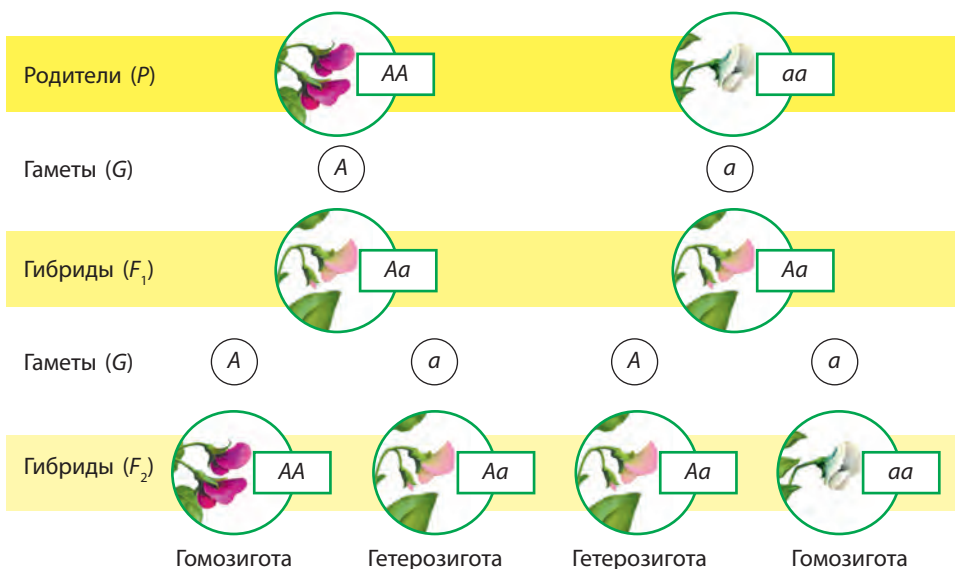 Родители (P) AA aa
Гаметы (G) A a
Гибриды (F₁) Aa Aa
Гаметы (G) A a A a
Гибриды (F₂) AA Aa Aa aa
Гомозигота Гетерозигота Гетерозигота Гомозигота